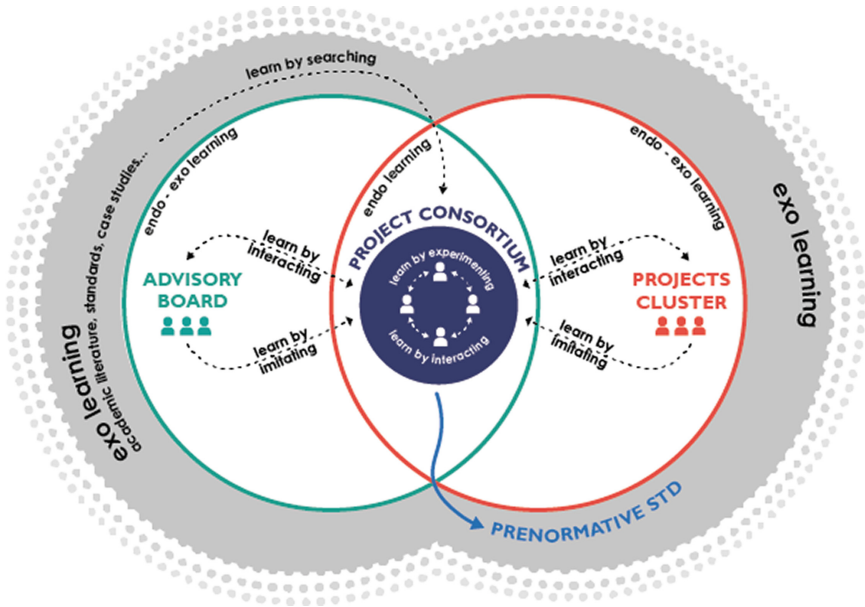 learn by searching
endo - exo learning
endo learning
endo - exo learning
exo learning
academic literature, standards, case studies...
exo learning
PROJECT CONSORTIUM
learn by experimenting
learn by interacting
learn by
interacting
learn by
imitating
ADVISORY
BOARD
learn by
interacting
learn by
imitating
PROJECTS
CLUSTER
PRENORMATIVE STD